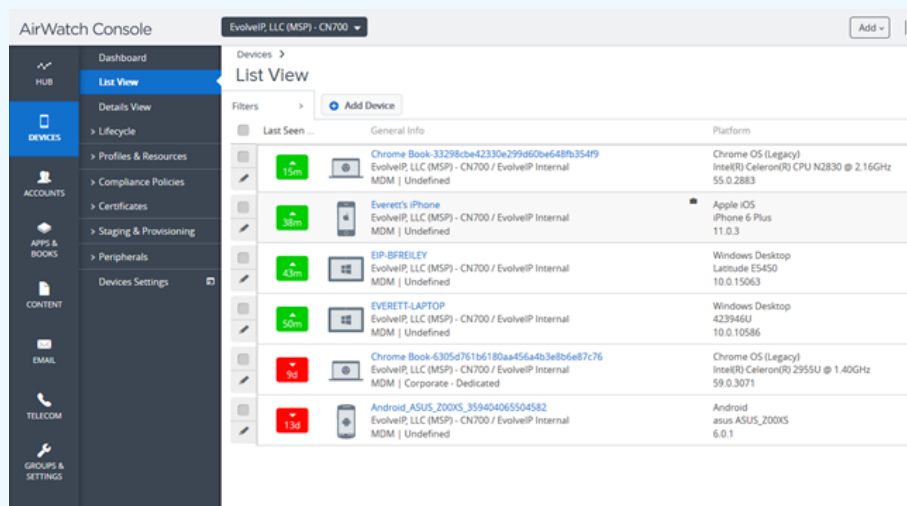 AirWatch Console
EvolveIP, LLC (MSP) - CN700
Add
HUB
DEVICES
ACCOUNTS
APPS &
BOOKS
CONTENT
EMAIL
TELECOM
GROUPS &
SETTINGS
Dashboard
List View
Details View
> Lifecycle
> Profiles & Resources
> Compliance Policies
> Certificates
> Staging & Provisioning
> Peripherals
Devices Settings
Devices >
List View
Filters >
Add Device
Last Seen ... General Info Platform
15m
Chrome Book-33298cbe42330e299d60be648fb354f9
EvolveIP, LLC (MSP) - CN700 / EvolveIP Internal
MDM | Undefined
Chrome OS (Legacy)
Intel(R) Celeron(R) CPU N2830 @ 2.16GHz
55.0.2883
38m
Everett's iPhone
EvolveIP, LLC (MSP) - CN700 / EvolveIP Internal
MDM | Undefined
Apple iOS
iPhone 6 Plus
11.0.3
43m
EIP-BFREILEY
EvolveIP, LLC (MSP) - CN700 / EvolveIP Internal
MDM | Undefined
Windows Desktop
Latitude E5450
10.0.15063
50m
EVERETT-LAPTOP
EvolveIP, LLC (MSP) - CN700 / EvolveIP Internal
MDM | Undefined
Windows Desktop
423946U
10.0.10586
9d
Chrome Book-6305d761b6180aa456a4b3e8b6e87c76
EvolveIP, LLC (MSP) - CN700 / EvolveIP Internal
MDM | Corporate - Dedicated
Chrome OS (Legacy)
Intel(R) Celeron(R) 2955U @ 1.40GHz
59.0.3071
13d
Android_ASUS_Z00XS_359404065504582
EvolveIP, LLC (MSP) - CN700 / EvolveIP Internal
MDM | Undefined
Android
asus ASUS_Z00XS
6.0.1